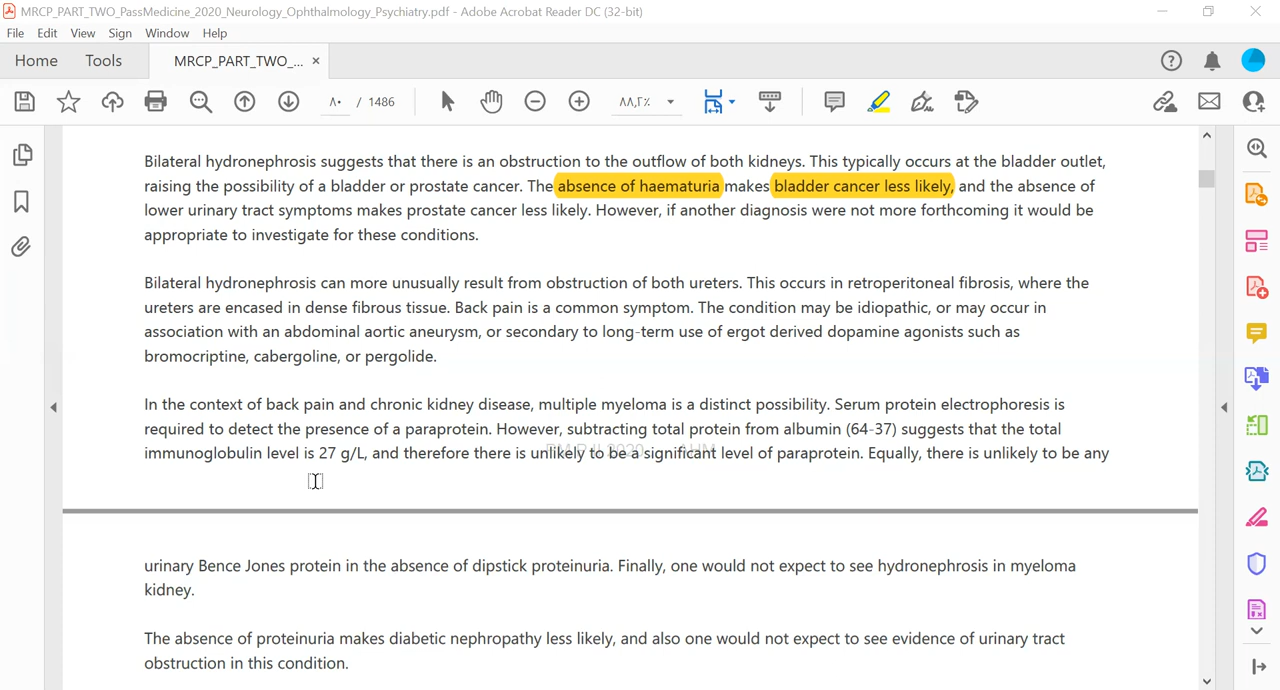 MRCP_PART_TWO_PassMedicine_2020_Neurology_Ophthalmology_Psychiatry.pdf - Adobe Acrobat Reader DC (32-bit)
File Edit View Sign Window Help
Home Tools MRCP_PART_TWO_... ×
٨٠ / 1486 ٨٨,٢٪
Bilateral hydronephrosis suggests that there is an obstruction to the outflow of both kidneys. This typically occurs at the bladder outlet,
raising the possibility of a bladder or prostate cancer. The absence of haematuria makes bladder cancer less likely, and the absence of
lower urinary tract symptoms makes prostate cancer less likely. However, if another diagnosis were not more forthcoming it would be
appropriate to investigate for these conditions.
Bilateral hydronephrosis can more unusually result from obstruction of both ureters. This occurs in retroperitoneal fibrosis, where the
ureters are encased in dense fibrous tissue. Back pain is a common symptom. The condition may be idiopathic, or may occur in
association with an abdominal aortic aneurysm, or secondary to long-term use of ergot derived dopamine agonists such as
bromocriptine, cabergoline, or pergolide.
In the context of back pain and chronic kidney disease, multiple myeloma is a distinct possibility. Serum protein electrophoresis is
required to detect the presence of a paraprotein. However, subtracting total protein from albumin (64-37) suggests that the total
immunoglobulin level is 27 g/L, and therefore there is unlikely to be a significant level of paraprotein. Equally, there is unlikely to be any
urinary Bence Jones protein in the absence of dipstick proteinuria. Finally, one would not expect to see hydronephrosis in myeloma
kidney.
The absence of proteinuria makes diabetic nephropathy less likely, and also one would not expect to see evidence of urinary tract
obstruction in this condition.